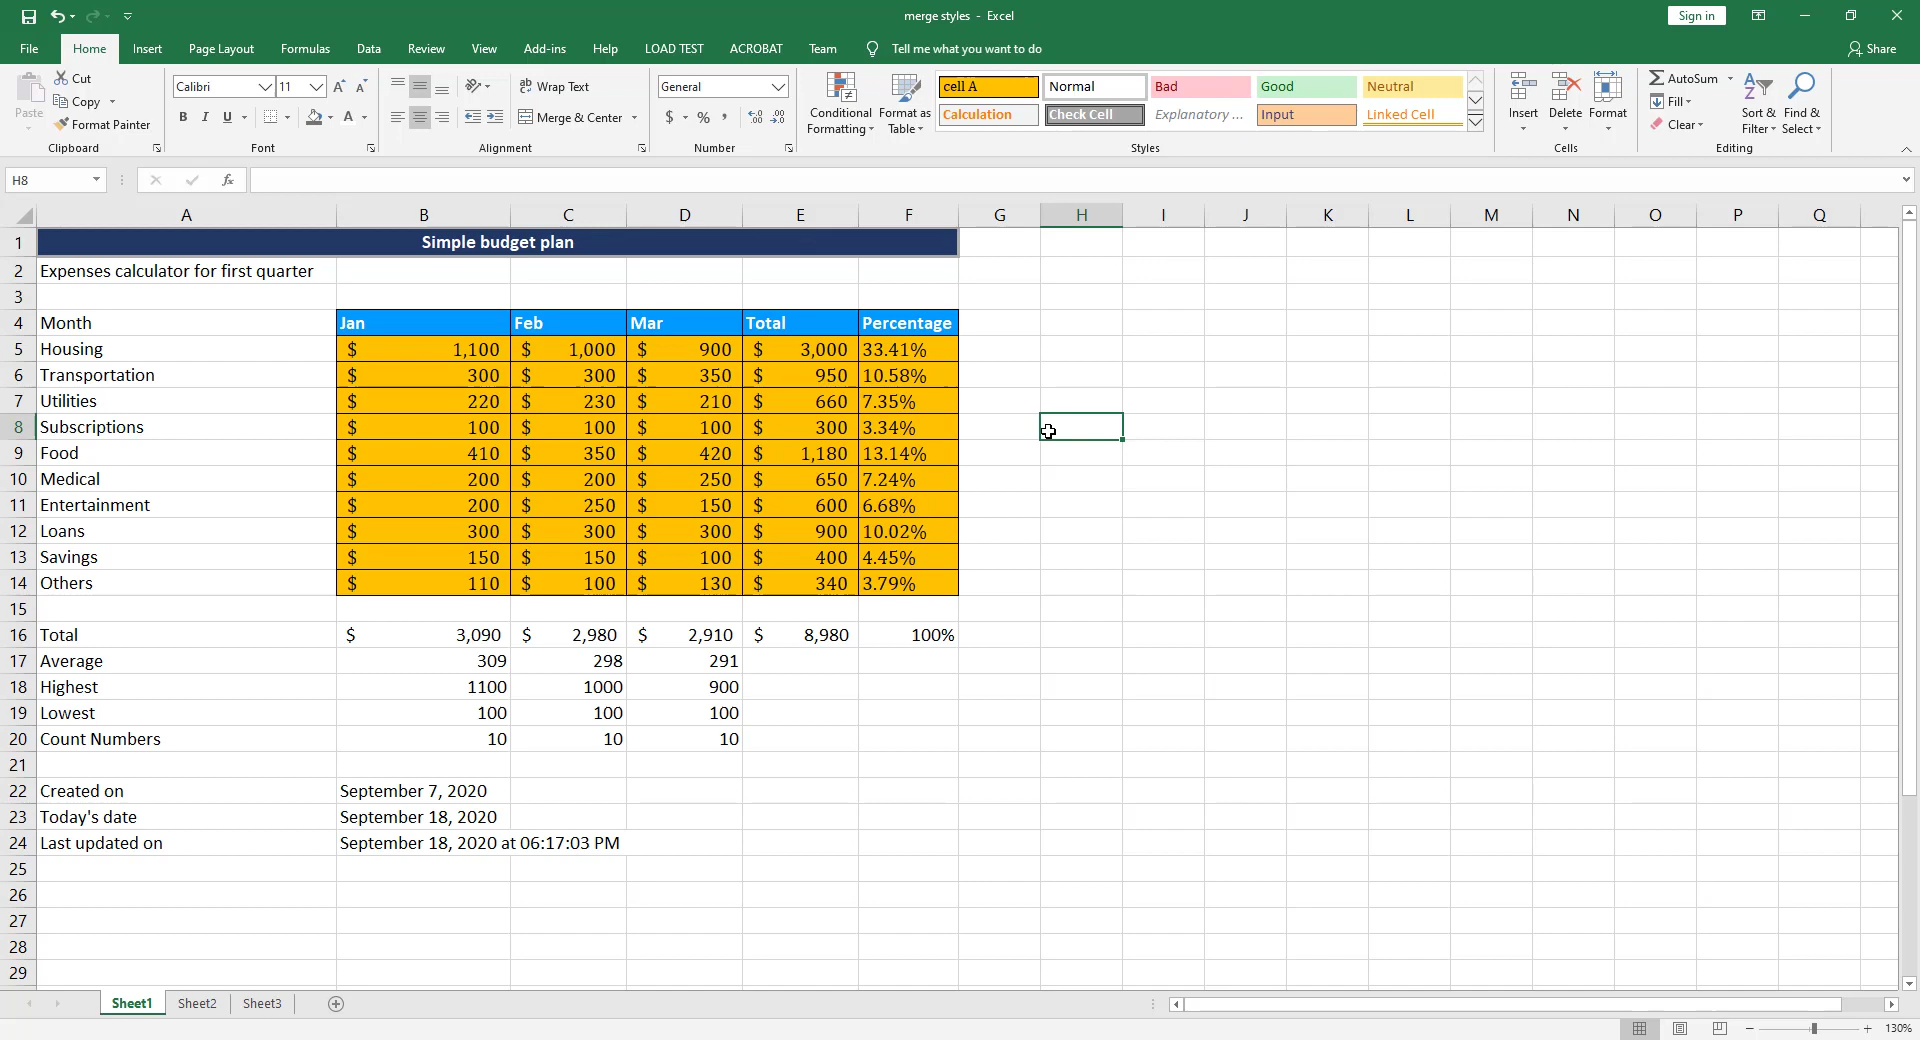 merge styles - Excel
Sign in
File Home Insert Page Layout Formulas Data Review View Add-ins Help LOAD TEST ACROBAT Team Tell me what you want to do Share
Paste
Cut
Copy
Format Painter
Clipboard
Calibri 11
B I U A
Font
Wrap Text
Merge & Center
Alignment
General
$ % ,
Number
Conditional Formatting
Format as Table
cell A Normal Bad Good Neutral
Calculation Check Cell Explanatory ... Input Linked Cell
Styles
Insert Delete Format
Cells
AutoSum
Fill
Clear
Sort & Filter
Find & Select
Editing
H8 fx
A B C D E F G H I J K L M N O P Q
1 Simple budget plan
2 Expenses calculator for first quarter
3
4 Month Jan Feb Mar Total Percentage
5 Housing $ 1,100 $ 1,000 $ 900 $ 3,000 33.41%
6 Transportation $ 300 $ 300 $ 350 $ 950 10.58%
7 Utilities $ 220 $ 230 $ 210 $ 660 7.35%
8 Subscriptions $ 100 $ 100 $ 100 $ 300 3.34%
9 Food $ 410 $ 350 $ 420 $ 1,180 13.14%
10 Medical $ 200 $ 200 $ 250 $ 650 7.24%
11 Entertainment $ 200 $ 250 $ 150 $ 600 6.68%
12 Loans $ 300 $ 300 $ 300 $ 900 10.02%
13 Savings $ 150 $ 150 $ 100 $ 400 4.45%
14 Others $ 110 $ 100 $ 130 $ 340 3.79%
15
16 Total $ 3,090 $ 2,980 $ 2,910 $ 8,980 100%
17 Average 309 298 291
18 Highest 1100 1000 900
19 Lowest 100 100 100
20 Count Numbers 10 10 10
21
22 Created on September 7, 2020
23 Today's date September 18, 2020
24 Last updated on September 18, 2020 at 06:17:03 PM
25
26
27
28
29
Sheet1 Sheet2 Sheet3
130%